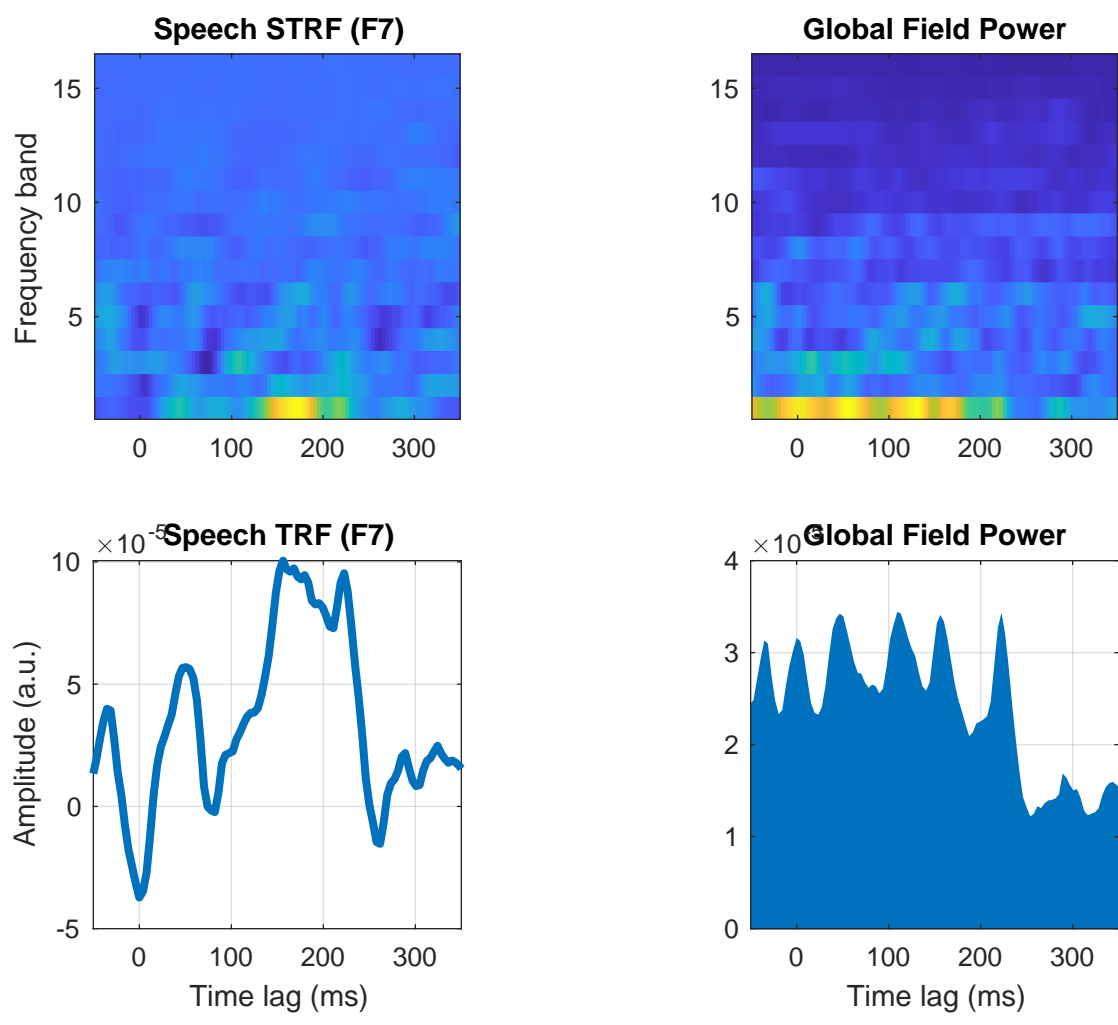 Speech STRF (F7)
Frequency band
15
10
5
0 100 200 300
Global Field Power
15
10
5
0 100 200 300
Speech TRF (F7)
×10-5
Amplitude (a.u.)
10
5
0
-5
0 100 200 300
Time lag (ms)
Global Field Power
×10
4
3
2
1
0
0 100 200 300
Time lag (ms)